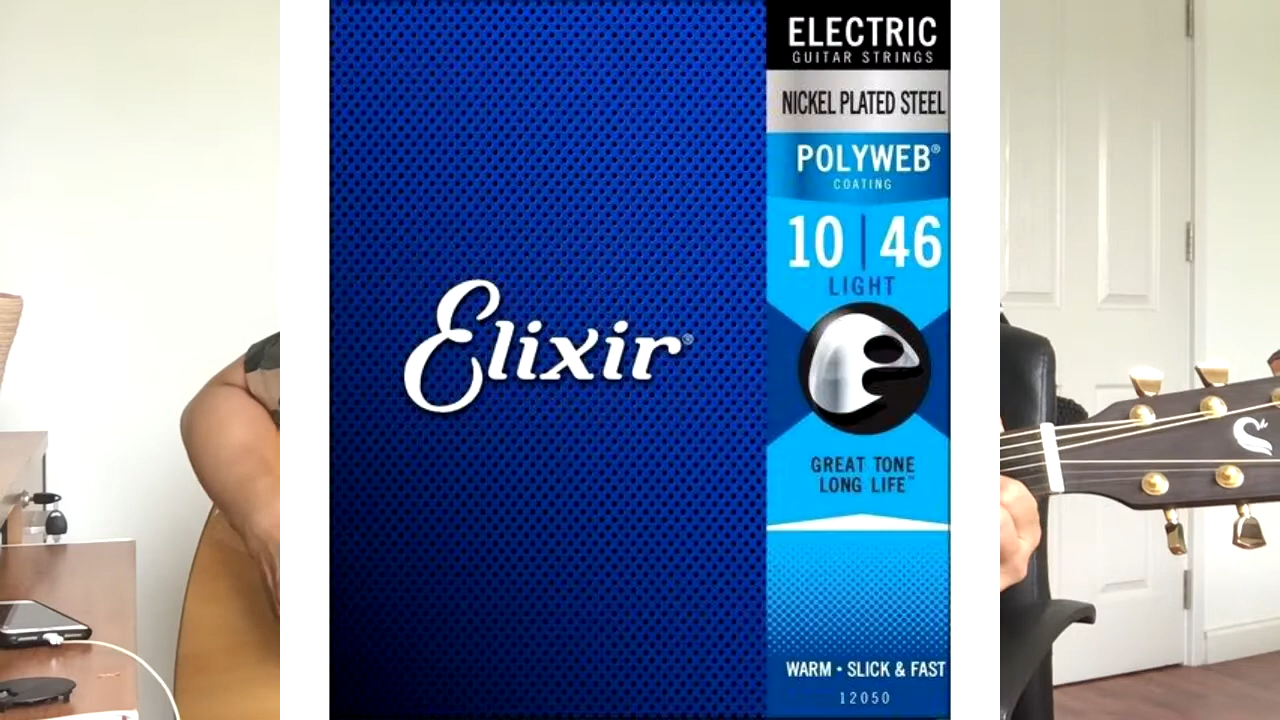 Elixir®
ELECTRIC
GUITAR STRINGS
NICKEL PLATED STEEL
POLYWEB®
COATING
10 | 46
LIGHT
GREAT TONE
LONG LIFE™
WARM • SLICK & FAST
12050